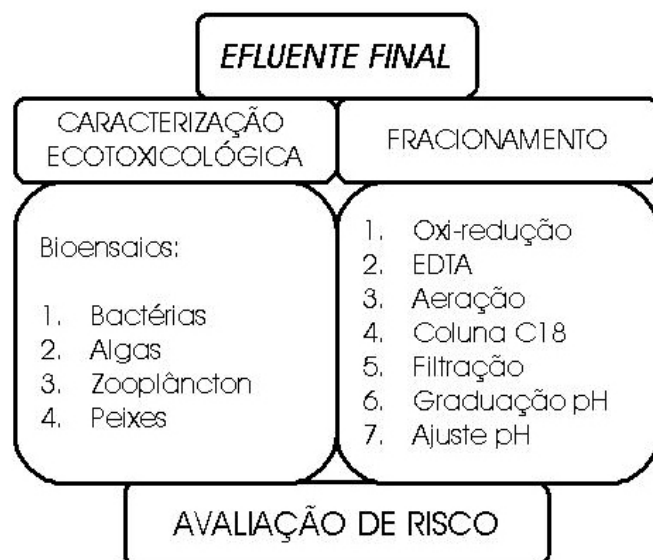 EFLUENTE FINAL
CARACTERIZAÇÃO
ECOTOXICOLÓGICA
Bioensaios:
1. Bactérias
2. Algas
3. Zooplâncton
4. Peixes
FRACIONAMENTO
1. Oxi-redução
2. EDTA
3. Aeração
4. Coluna C18
5. Filtração
6. Graduação pH
7. Ajuste pH
AVALIAÇÃO DE RISCO